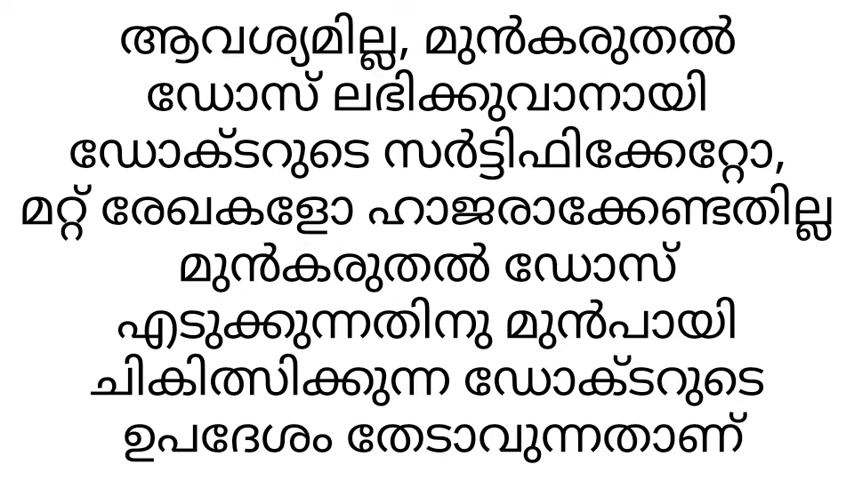 ആവശ്യമില്ല, മുൻകരുതൽ
ഡോസ് ലഭിക്കുവാനായി
ഡോക്ടറുടെ സർട്ടിഫിക്കേറ്റോ,
മറ്റ് രേഖകളോ ഹാജരാക്കേണ്ടതില്ല
മുൻകരുതൽ ഡോസ്
എടുക്കുന്നതിനു മുൻപായി
ചികിത്സിക്കുന്ന ഡോക്ടറുടെ
ഉപദേശം തേടാവുന്നതാണ്